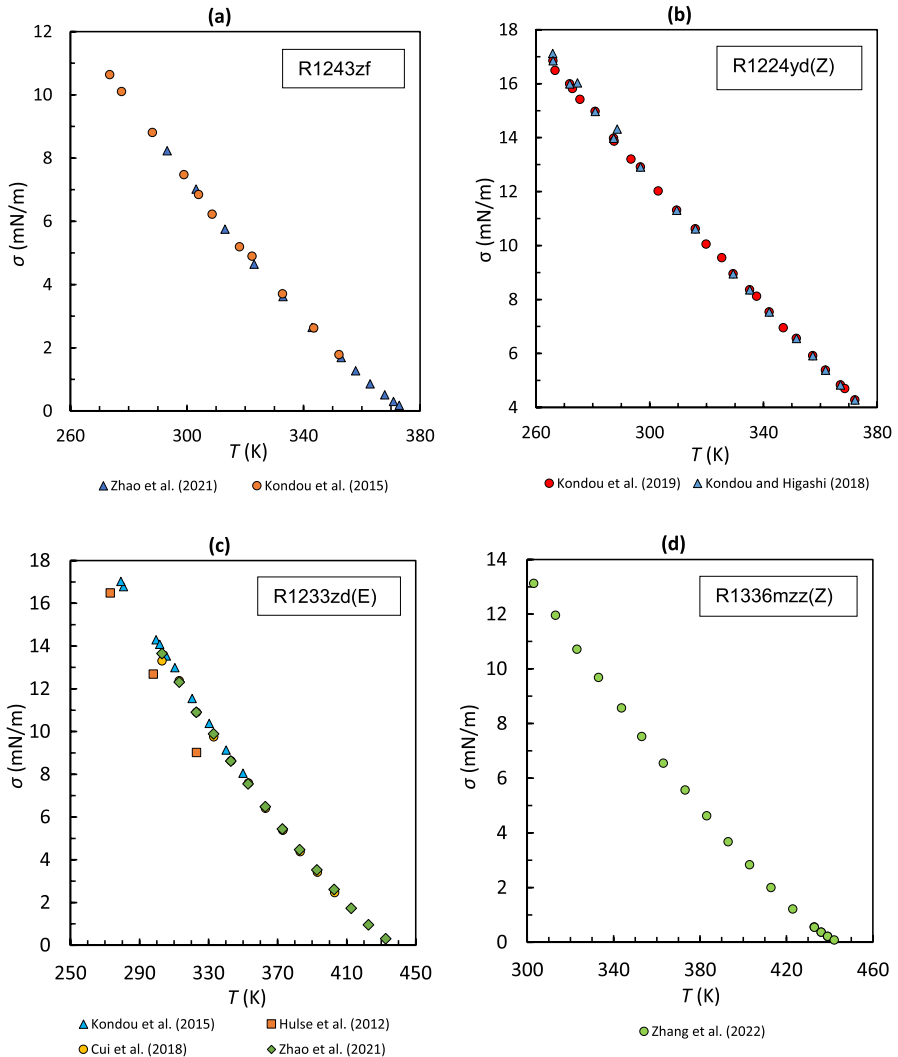 (a)
R1243zf
12
10
8
6
4
2
0
260 300 340 380
σ (mN/m)
T (K)
Zhao et al. (2021) Kondou et al. (2015)
(b)
R1224yd(Z)
18
16
14
12
10
8
6
4
260 300 340 380
σ (mN/m)
T (K)
Kondou et al. (2019) Kondou and Higashi (2018)
(c)
R1233zd(E)
18
16
14
12
10
8
6
4
2
0
250 290 330 370 410 450
σ (mN/m)
T (K)
Kondou et al. (2015) Hulse et al. (2012)
Cui et al. (2018) Zhao et al. (2021)
(d)
R1336mzz(Z)
14
12
10
8
6
4
2
0
300 340 380 420 460
σ (mN/m)
T (K)
Zhang et al. (2022)